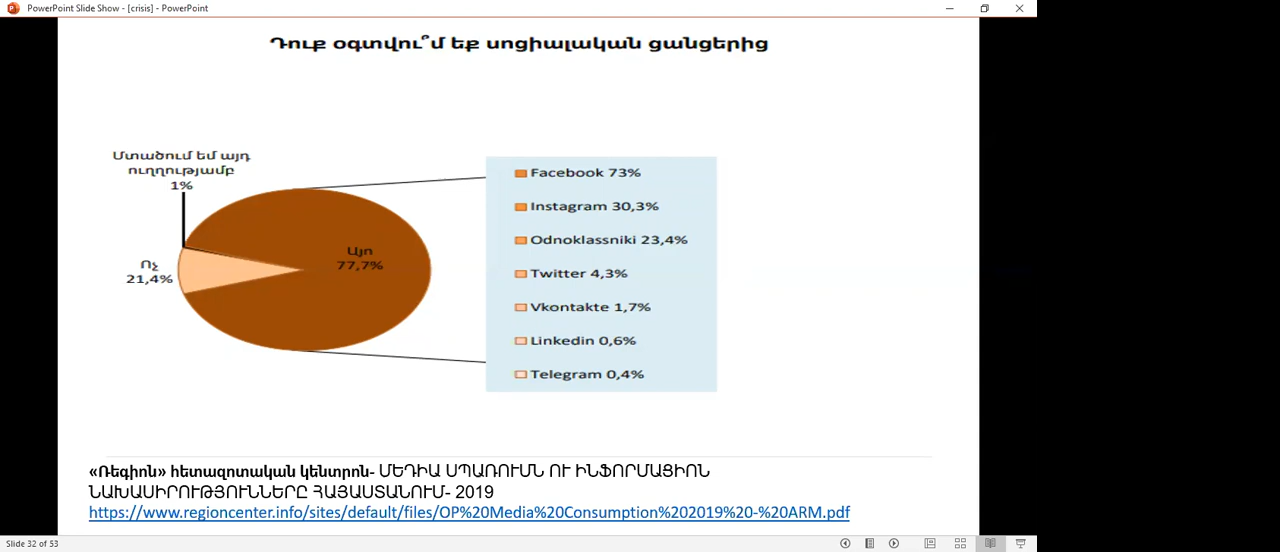 PowerPoint Slide Show - [crisis] - PowerPoint
Դուք օգտվու՞մ եք սոցիալական ցանցերից
Մտածում եմ այդ
ուղղությամբ
1%
Այո
77,7%
Ոչ
21,4%
Facebook 73%
Instagram 30,3%
Odnoklassniki 23,4%
Twitter 4,3%
Vkontakte 1,7%
Linkedin 0,6%
Telegram 0,4%
«Ռեգիոն» հետազոտական կենտրոն- ՄԵԴԻԱ ՍՊԱՌՈՒՄՆ ՈՒ ԻՆՖՈՐՄԱՑԻՈՆ
ՆԱԽԱՍԻՐՈՒԹՅՈՒՆՆԵՐԸ ՀԱՅԱՍՏԱՆՈՒՄ- 2019
https://www.regioncenter.info/sites/default/files/OP%20Media%20Consumption%202019%20-%20ARM.pdf
Slide 32 of 53